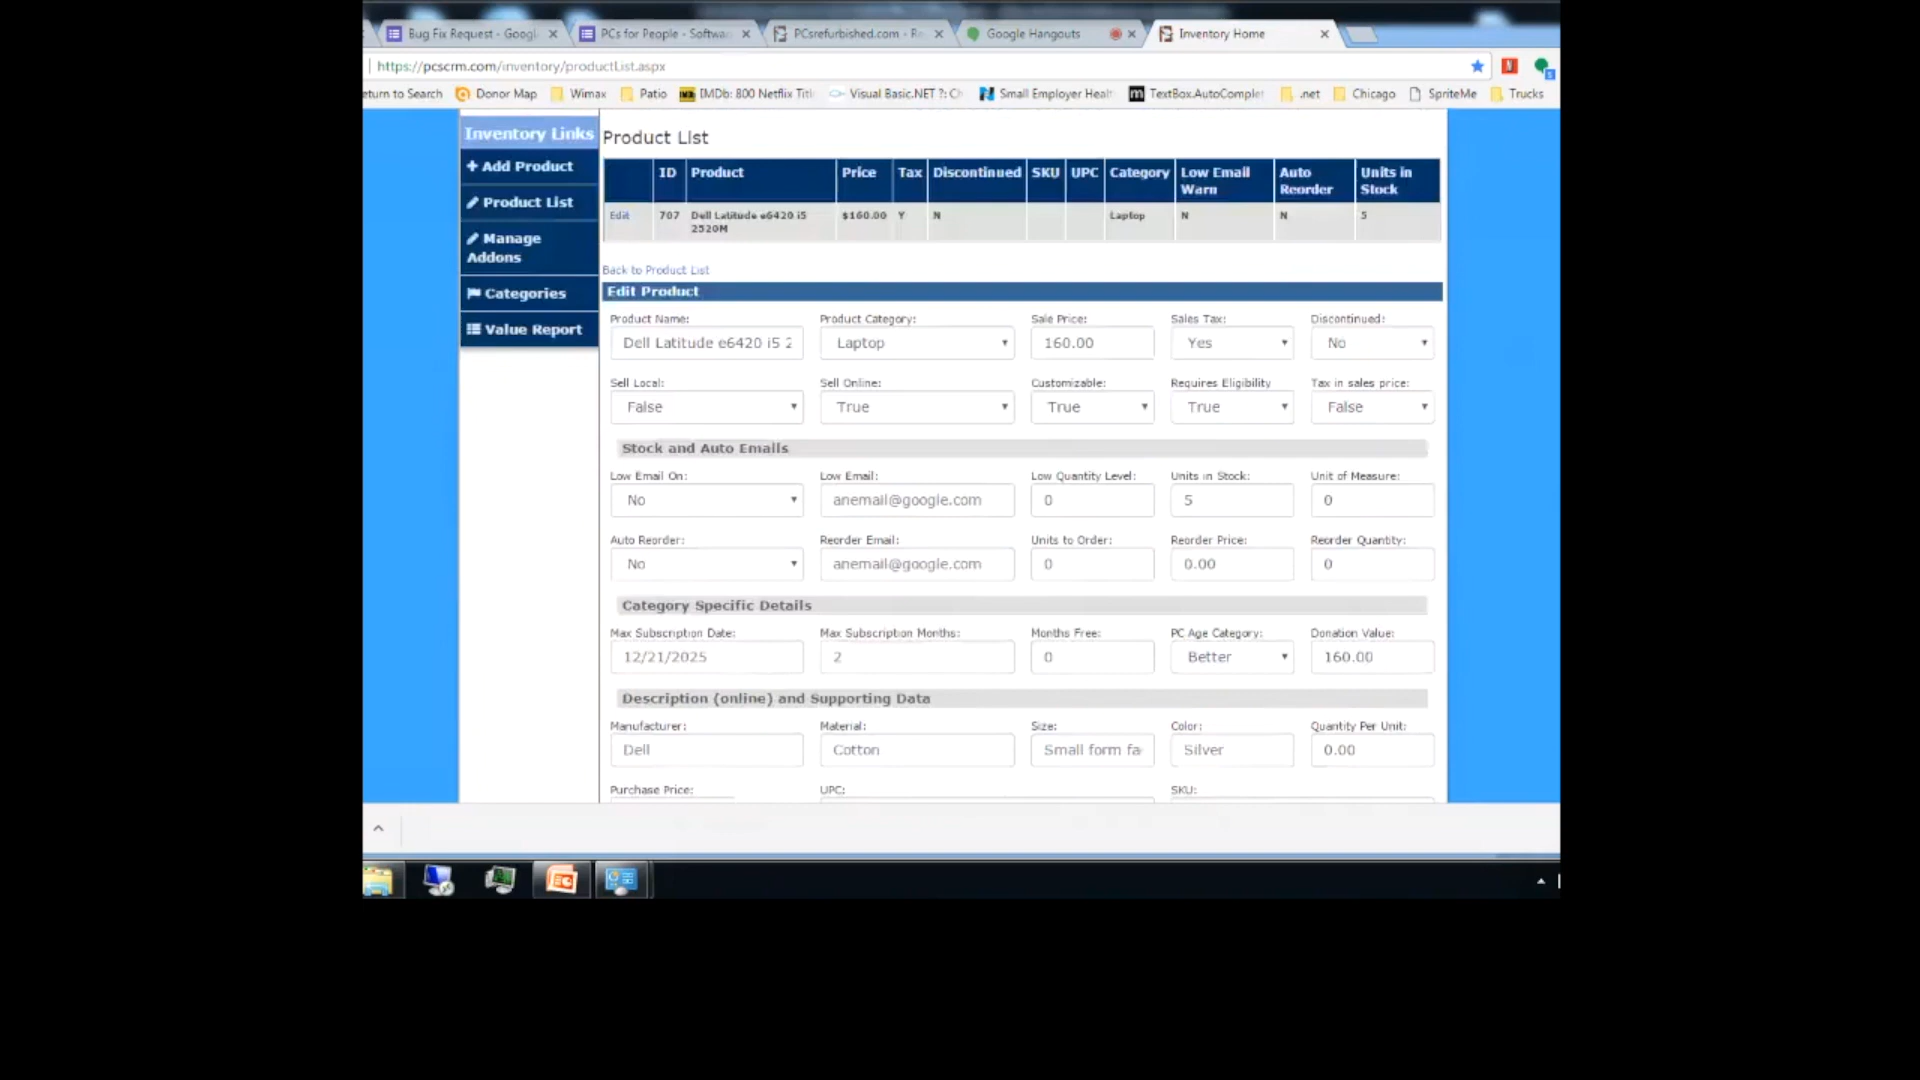 Bug Fix Request - Googl
PCs for People - Softwa
PCsrefurbished.com - Re
Google Hangouts
Inventory Home
https://pcscrm.com/inventory/productList.aspx
eturn to Search
Donor Map
Wimax
Patio
IMDb: 800 Netflix Titl
Visual Basic.NET ?: Ch
Small Employer Healt
TextBox.AutoComplet
.net
Chicago
SpriteMe
Trucks
Inventory Links
Add Product
Product List
Manage
Addons
Categories
Value Report
Product List
ID Product Price Tax Discontinued SKU UPC Category Low Email Warn Auto Reorder Units in Stock
Edit 707 Dell Latitude e6420 i5 2520M $160.00 Y N Laptop N N 5
Back to Product List
Edit Product
Product Name: Product Category: Sale Price: Sales Tax: Discontinued:
Dell Latitude e6420 i5 2 Laptop 160.00 Yes No
Sell Local: Sell Online: Customizable: Requires Eligibility Tax in sales price:
False True True True False
Stock and Auto Emails
Low Email On: Low Email: Low Quantity Level: Units in Stock: Unit of Measure:
No anemail@google.com 0 5 0
Auto Reorder: Reorder Email: Units to Order: Reorder Price: Reorder Quantity:
No anemail@google.com 0 0.00 0
Category Specific Details
Max Subscription Date: Max Subscription Months: Months Free: PC Age Category: Donation Value:
12/21/2025 2 0 Better 160.00
Description (online) and Supporting Data
Manufacturer: Material: Size: Color: Quantity Per Unit:
Dell Cotton Small form fa Silver 0.00
Purchase Price: UPC: SKU: